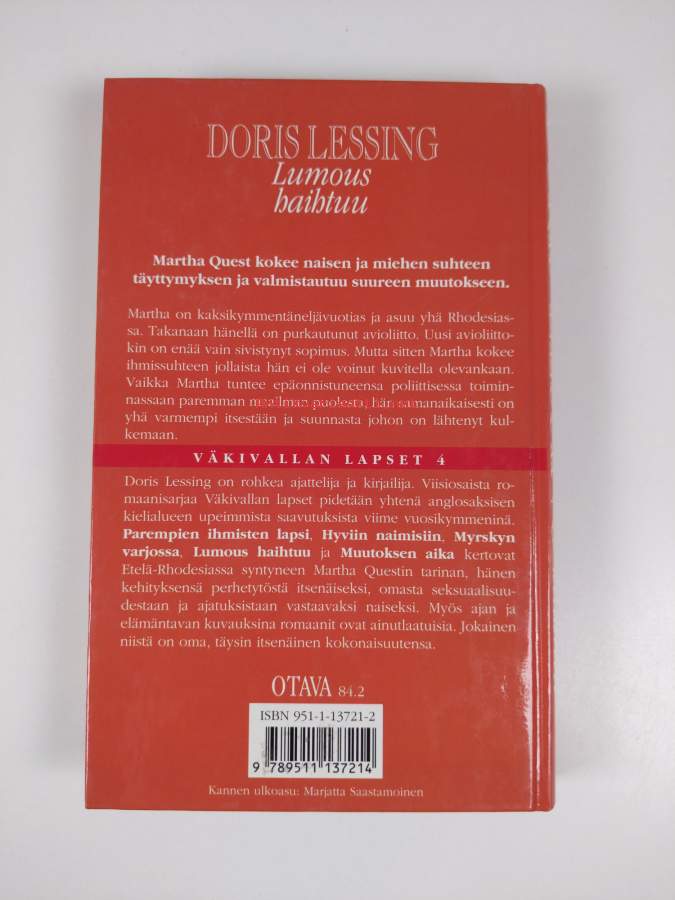 DORIS LESSING
Lumous
haihtuu
Martha Quest kokee naisen ja miehen suhteen
täyttymyksen ja valmistautuu suureen muutokseen.
Martha on kaksikymmentäneljävuotias ja asuu yhä Rhodesias-
sa. Takanaan hänellä on purkautunut avioliitto. Uusi avioliitto-
kin on enää vain sivistynyt sopimus. Mutta sitten Martha kokee
ihmissuhteen jollaista hän ei ole voinut kuvitella olevankaan.
Vaikka Martha tuntee epäonnistuneensa poliittisessa toimin-
nassaan paremman maailman puolesta, hän samanaikaisesti on
yhä varmempi itsestään ja suunnasta johon on lähtenyt kul-
kemaan.
VÄKIVALLAN LAPSET 4
Doris Lessing on rohkea ajattelija ja kirjailija. Viisiosaista ro-
maanisarjaa Väkivallan lapset pidetään yhtenä anglosaksisen
kielialueen upeimmista saavutuksista viime vuosikymmeninä.
Parempien ihmisten lapsi, Hyviin naimisiin, Myrskyn
varjossa, Lumous haihtuu ja Muutoksen aika kertovat
Etelä-Rhodesiassa syntyneen Martha Questin tarinan, hänen
kehityksensä perhetytöstä itsenäiseksi, omasta seksuaalisuu-
destaan ja ajatuksistaan vastaavaksi naiseksi. Myös ajan ja
elämäntavan kuvauksina romaanit ovat ainutlaatuisia. Jokainen
niistä on oma, täysin itsenäinen kokonaisuutensa.
OTAVA 84.2
ISBN 951-1-13721-2
9 789511 137214
Kannen ulkoasu: Marjatta Saastamoinen